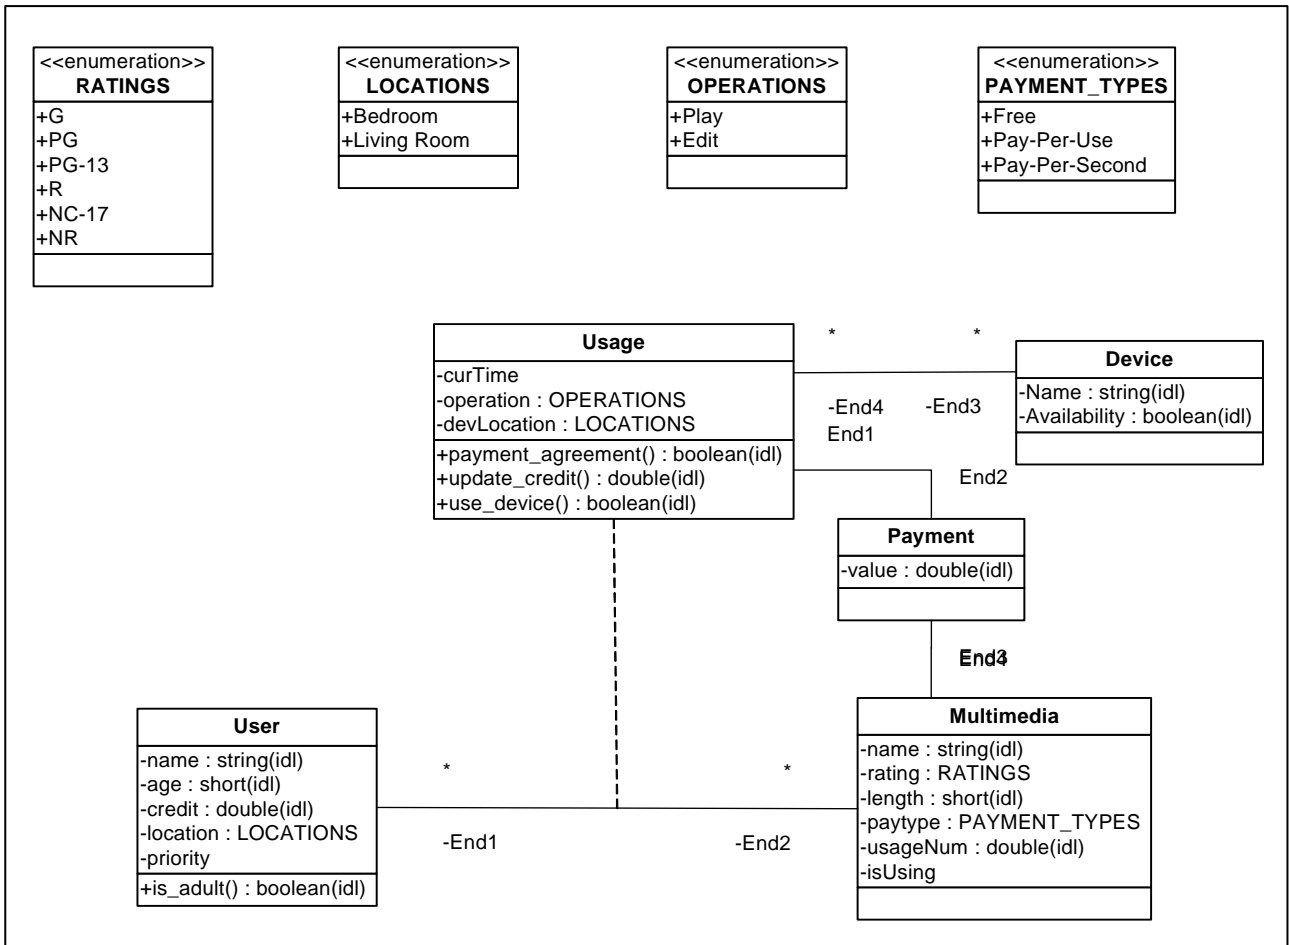 <<enumeration>>
RATINGS
+G
+PG
+PG-13
+R
+NC-17
+NR
<<enumeration>>
LOCATIONS
+Bedroom
+Living Room
<<enumeration>>
OPERATIONS
+Play
+Edit
<<enumeration>>
PAYMENT_TYPES
+Free
+Pay-Per-Use
+Pay-Per-Second
Usage
-curTime
-operation : OPERATIONS
-devLocation : LOCATIONS
+payment_agreement() : boolean(idl)
+update_credit() : double(idl)
+use_device() : boolean(idl)
* *
-End4 -End3
End1
Device
-Name : string(idl)
-Availability : boolean(idl)
End2
Payment
-value : double(idl)
User
-name : string(idl)
-age : short(idl)
-credit : double(idl)
-location : LOCATIONS
-priority
+is_adult() : boolean(idl)
* *
-End1 -End2
Multimedia
-name : string(idl)
-rating : RATINGS
-length : short(idl)
-paytype : PAYMENT_TYPES
-usageNum : double(idl)
-isUsing